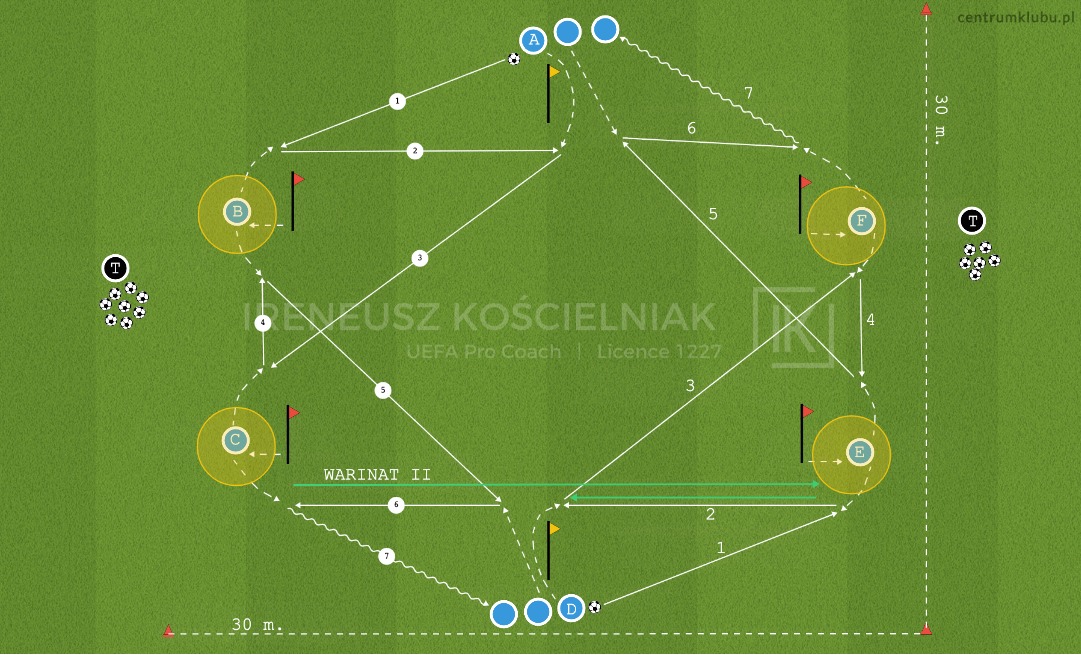 centrumklubu.pl
A
1
7
30 m.
6
2
B
F
5
T
3
T
4
IRENEUSZ KOŚCIELNIAK
IK
4
UEFA Pro Coach | Licence 1227
5
3
C
E
WARINAT II
6
2
7
1
D
30 m.